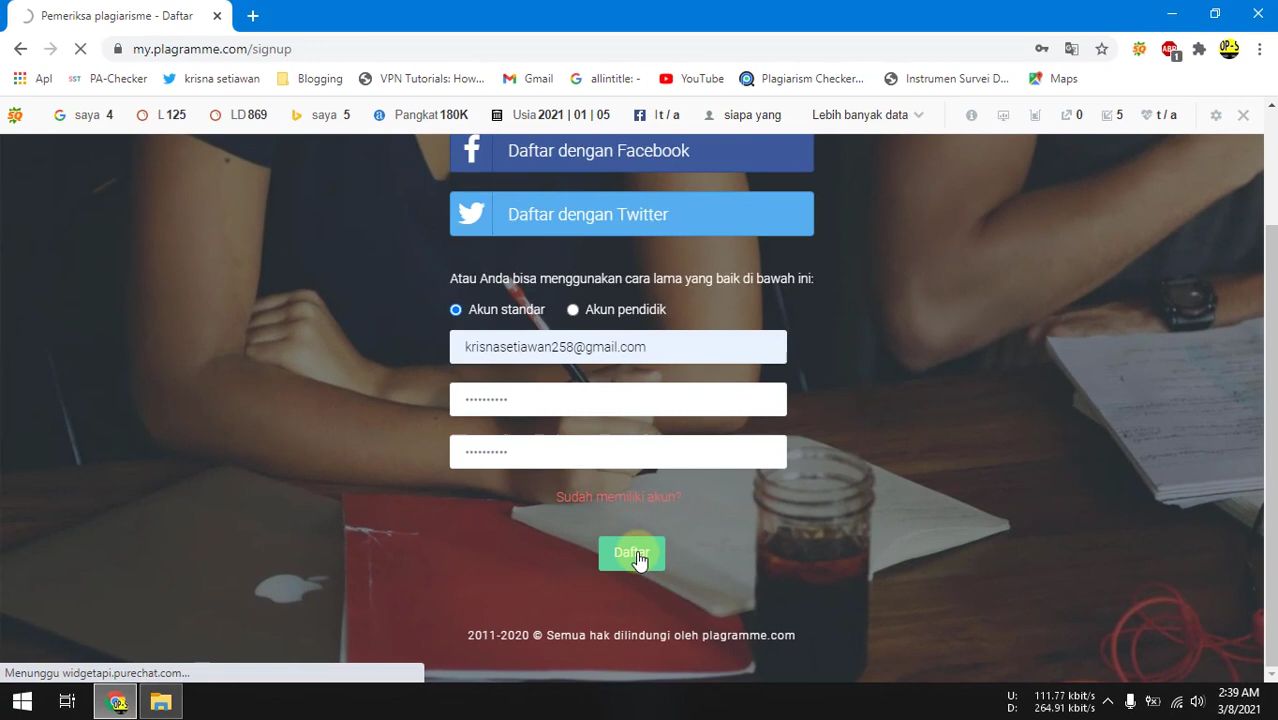 Pemeriksa plagiarisme - Daftar
my.plagramme.com/signup
Apl
SST PA-Checker
krisna setiawan
Blogging
VPN Tutorials: How...
Gmail
allintitle: -
YouTube
Plagiarism Checker...
Instrumen Survei D...
Maps
saya 4
L 125
LD 869
saya 5
Pangkat 180K
Usia 2021 | 01 | 05
l t / a
siapa yang
Lebih banyak data
0
5
t / a
Daftar dengan Facebook
Daftar dengan Twitter
Atau Anda bisa menggunakan cara lama yang baik di bawah ini:
Akun standar
Akun pendidik
krisnasetiawan258@gmail.com
••••••••••
••••••••••
Sudah memiliki akun?
Daftar
2011-2020 © Semua hak dilindungi oleh plagramme.com
Menunggu widgetapi.purechat.com...
U: 111.77 kbit/s
D: 264.91 kbit/s
2:39 AM
3/8/2021